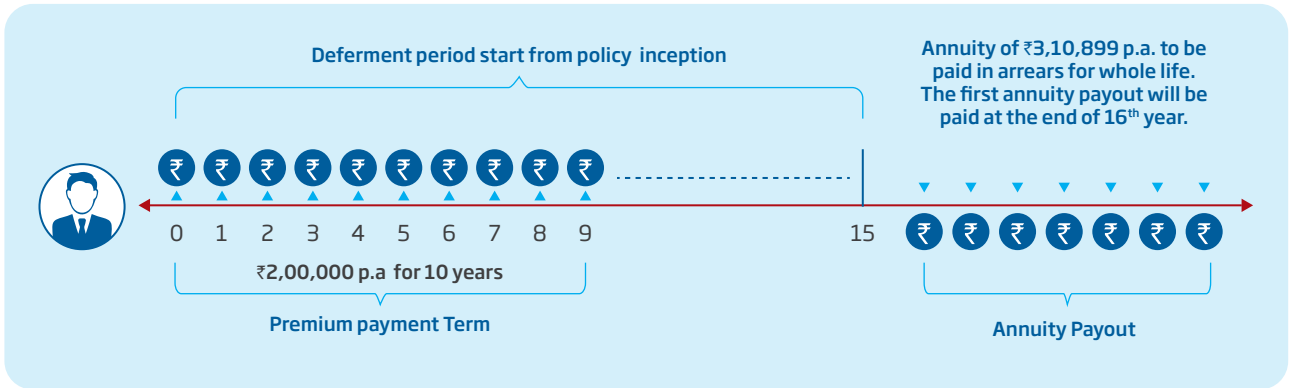 Deferment period start from policy inception
Annuity of ₹3,10,899 p.a. to be
paid in arrears for whole life.
The first annuity payout will be
paid at the end of 16th year.
₹ ₹ ₹ ₹ ₹ ₹ ₹ ₹ ₹ ₹
0 1 2 3 4 5 6 7 8 9 15
₹ ₹ ₹ ₹ ₹ ₹ ₹
₹2,00,000 p.a for 10 years
Premium payment Term
Annuity Payout